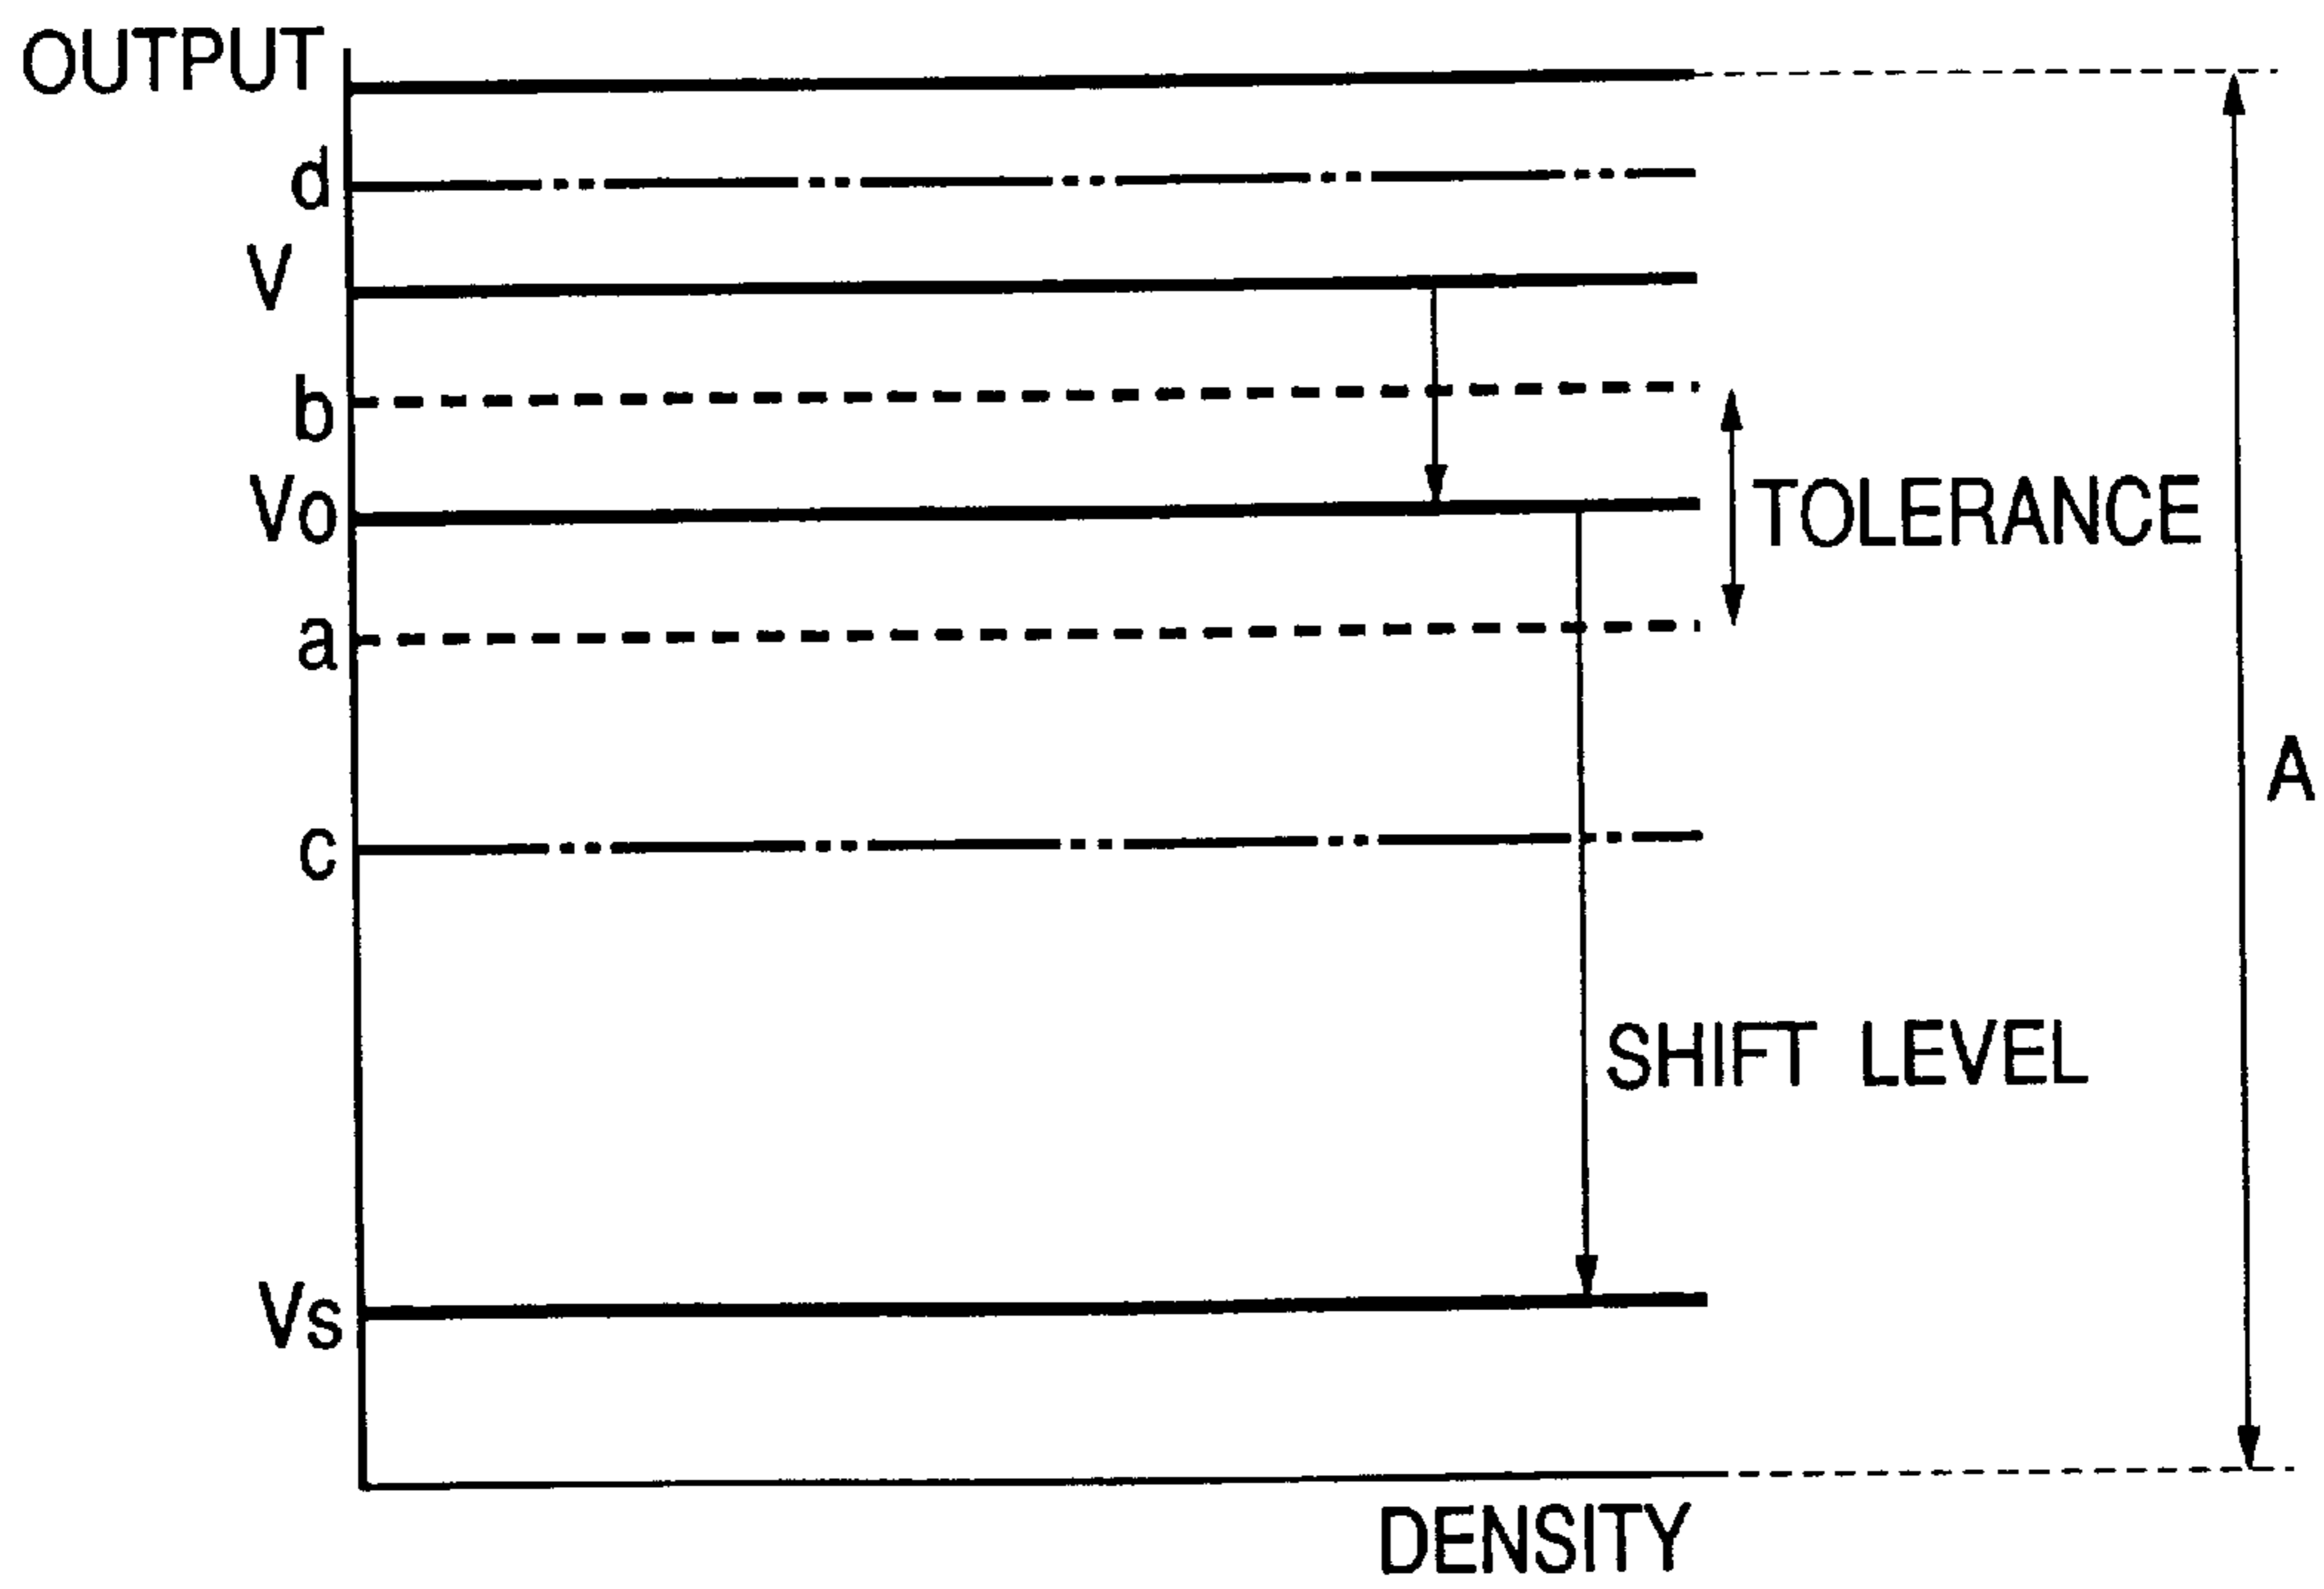 OUTPUT
d
V
b
Vo
TOLERANCE
a
A
c
SHIFT LEVEL
Vs
DENSITY